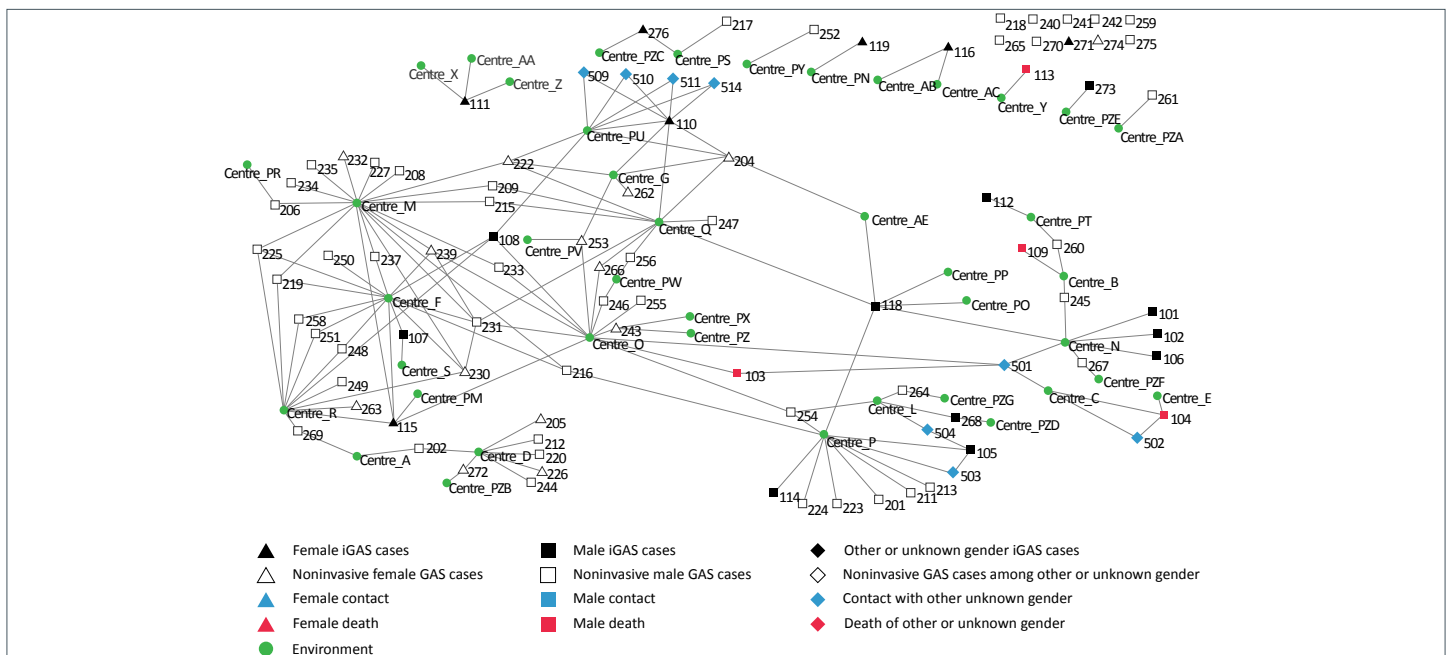 218 240 241 242 259
265 270 271 274 275
276 217 252 119 116
Centre_PZC Centre_PS Centre_PY Centre_PN Centre_AB Centre_AC
113
Centre_Y
273
Centre_PZE
261
Centre_PZA
Centre_X Centre_AA
Centre_Z
111
509 510 511 514
110
Centre_PU
222 204
Centre_G
262
235 232 227 208
Centre_PR
234
206
Centre_M
209
215
247
Centre_Q
Centre_AE
112
Centre_PT
260
109
Centre_B
245
108
Centre_PV 253
225 250 237 239 233
219
266 256
Centre_PW
Centre_PP
Centre_F
246 255
Centre_PO
118
258
251
231
243
Centre_PX
Centre_PZ
101
102
106
248
107
Centre_O
Centre_N
267
Centre_S
249
230
216
103
501
Centre_PZF
263
Centre_PM
Centre_C
Centre_E
Centre_R
115
254
264
Centre_PZG
Centre_L
268
Centre_PZD
104
269
205
504
502
212
Centre_P
105
Centre_A
202
Centre_D
220
272
226
503
Centre_PZB
244
114
224
223
201
211
213
Female iGAS cases Male iGAS cases Other or unknown gender iGAS cases
Noninvasive female GAS cases Noninvasive male GAS cases Noninvasive GAS cases among other or unknown gender
Female contact Male contact Contact with other unknown gender
Female death Male death Death of other or unknown gender
Environment